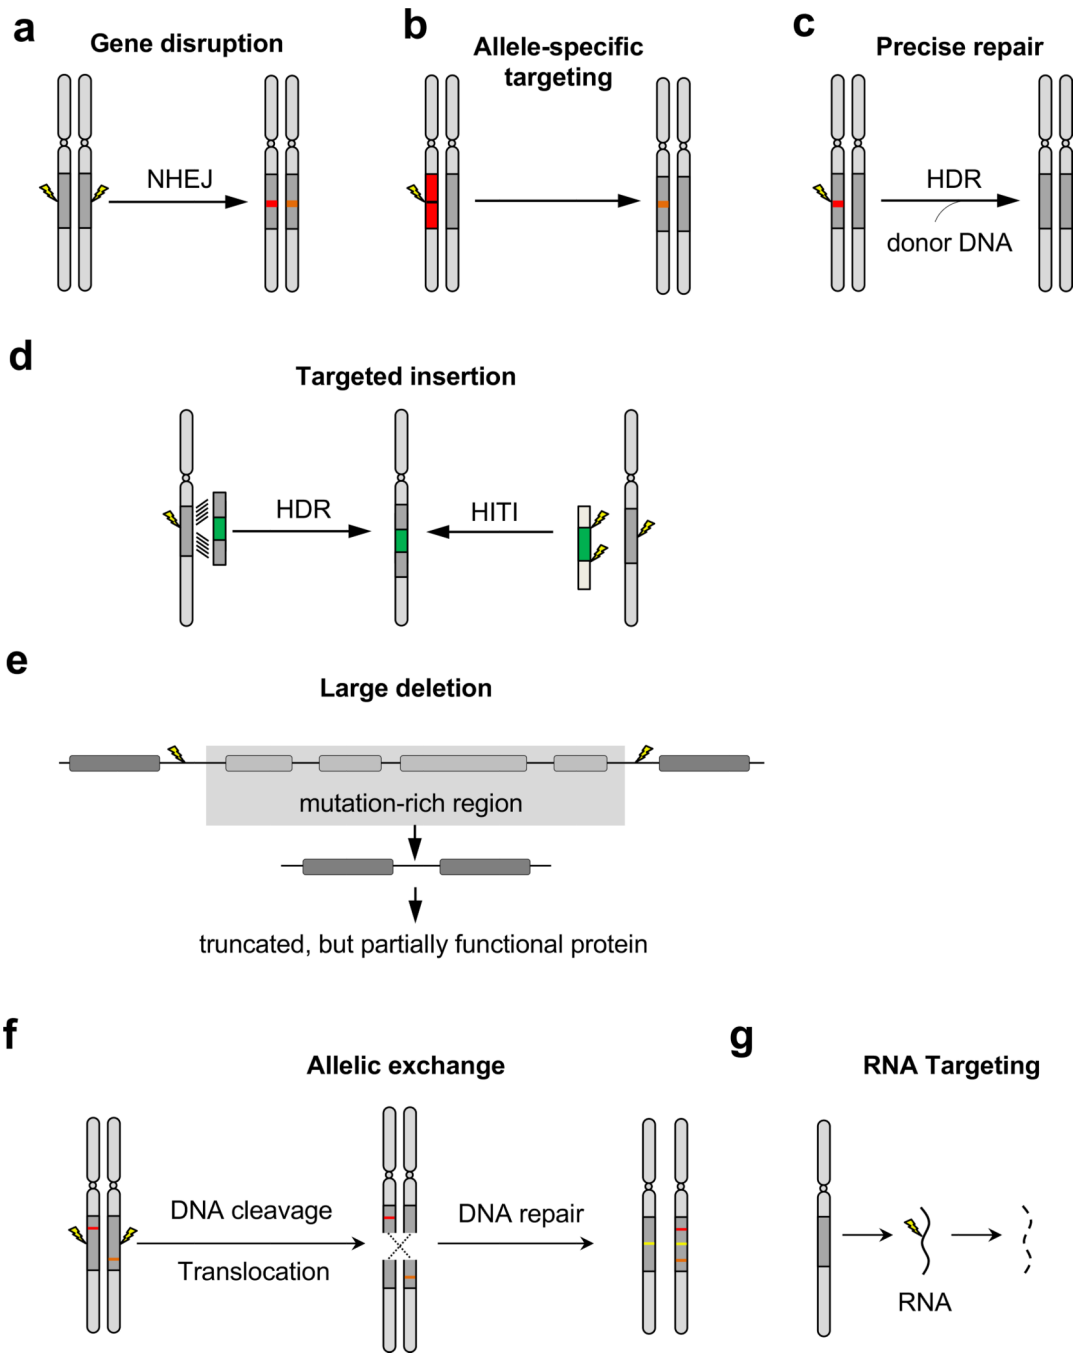 a
Gene disruption
NHEJ
b
Allele-specific
targeting
c
Precise repair
HDR
donor DNA
d
Targeted insertion
HDR
HITI
e
Large deletion
mutation-rich region
truncated, but partially functional protein
f
Allelic exchange
DNA cleavage
Translocation
DNA repair
g
RNA Targeting
RNA